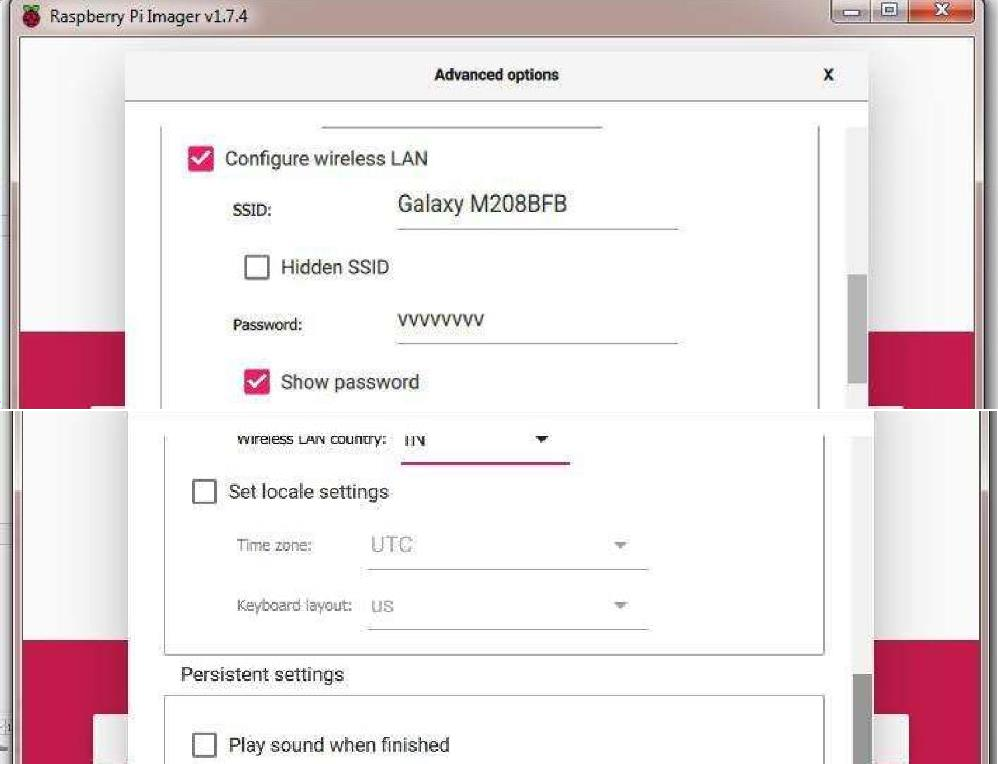 Raspberry Pi Imager v1.7.4
Advanced options X
Configure wireless LAN
SSID: Galaxy M208BFB
Hidden SSID
Password: vvvvvvvv
Show password
Wireless LAN country: IN
Set locale settings
Time zone: UTC
Keyboard layout: us
Persistent settings
Play sound when finished